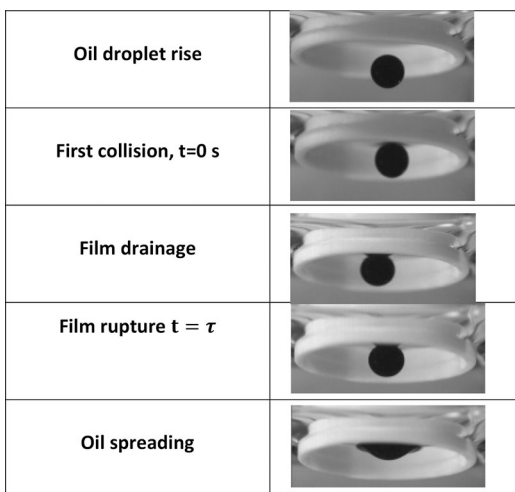 Oil droplet rise
First collision, t=0 s
Film drainage
Film rupture t = τ
Oil spreading